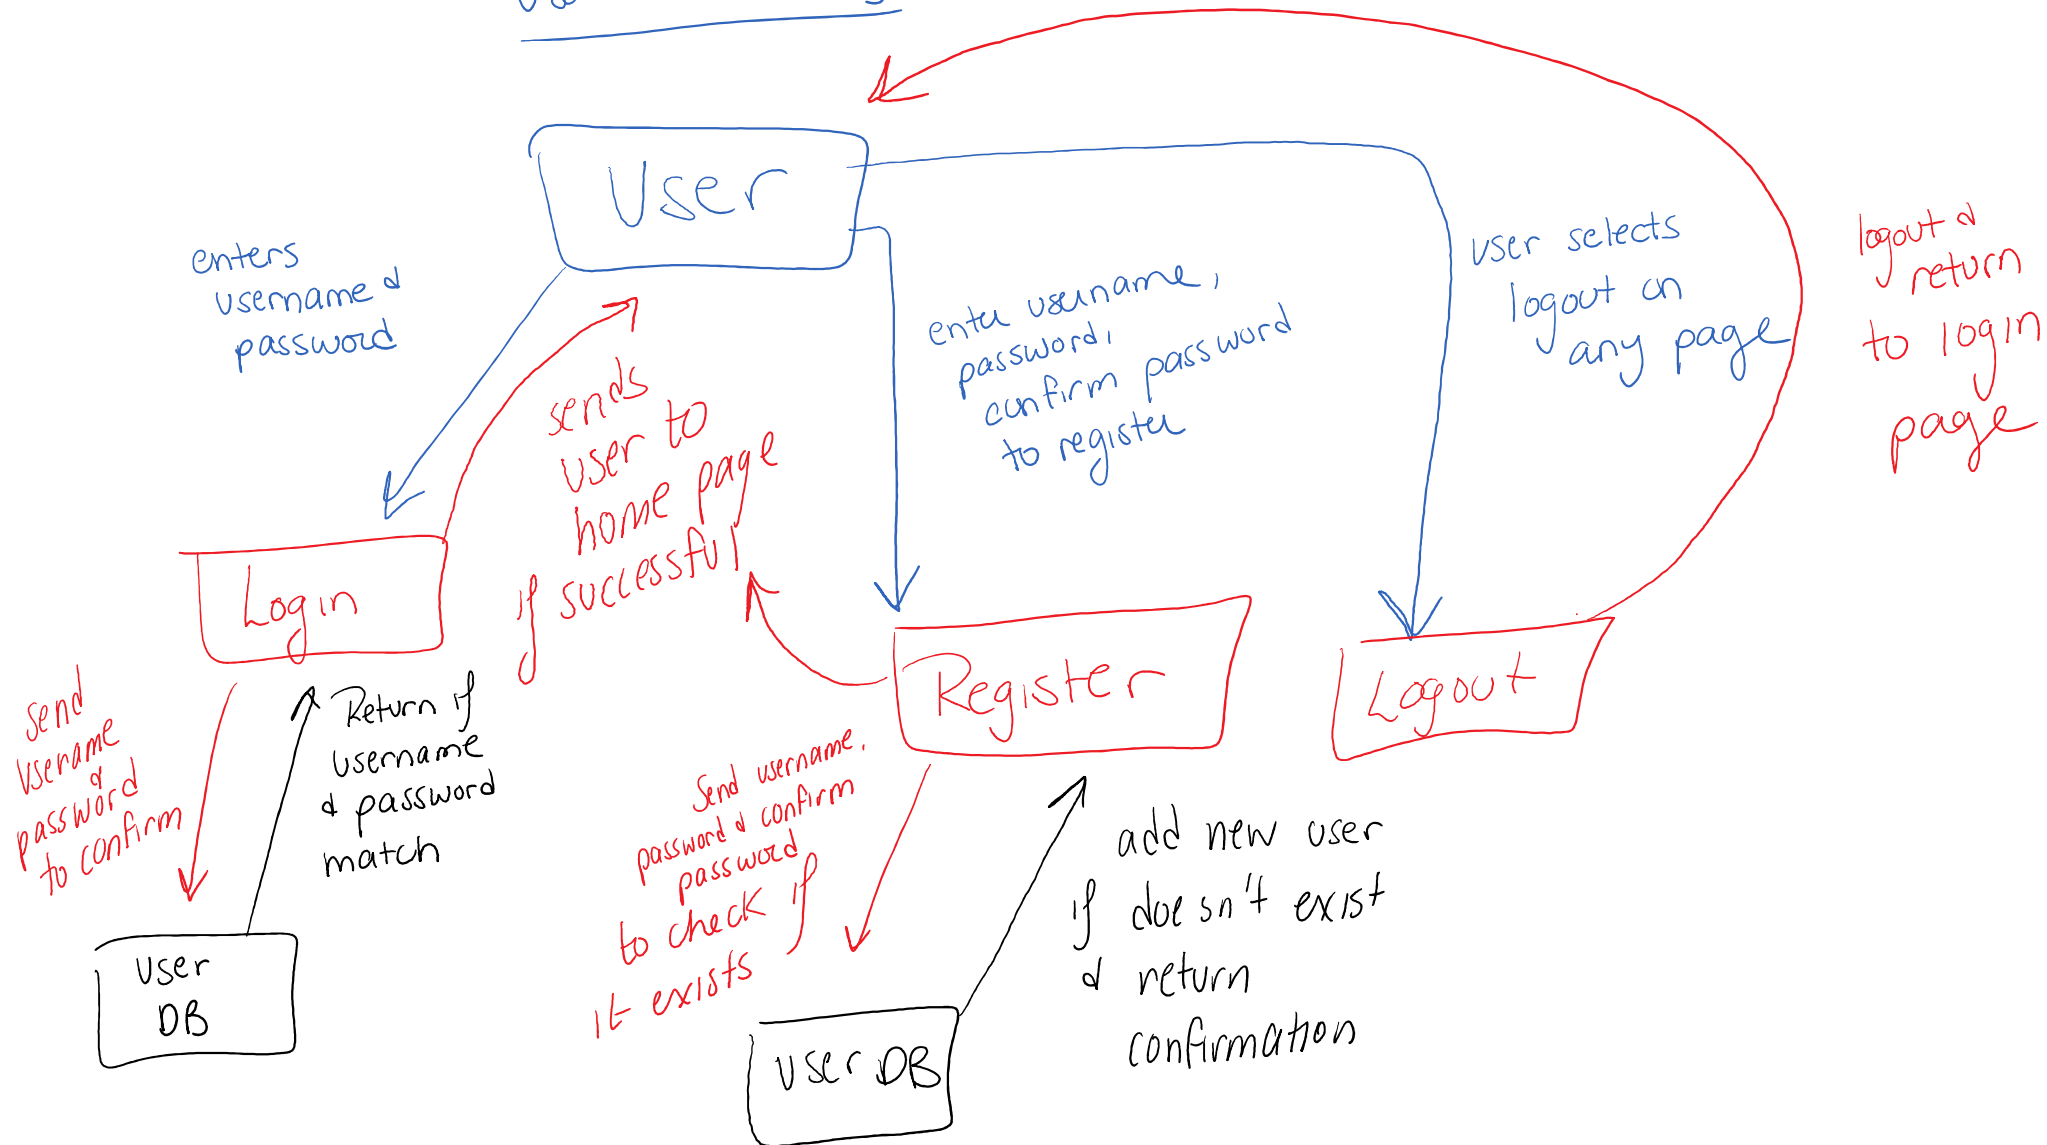 User
enters
username &
password
enter username,
password,
confirm password
to register
user selects
logout on
any page
logout &
return
to login
page
sends
user to
home page
if successful
Login
Register
Logout
send
username
&
password
to confirm
Return if
username
& password
match
Send username,
password & confirm
password
to check if
it exists
add new user
if doesn't exist
& return
confirmation
User
DB
User DB